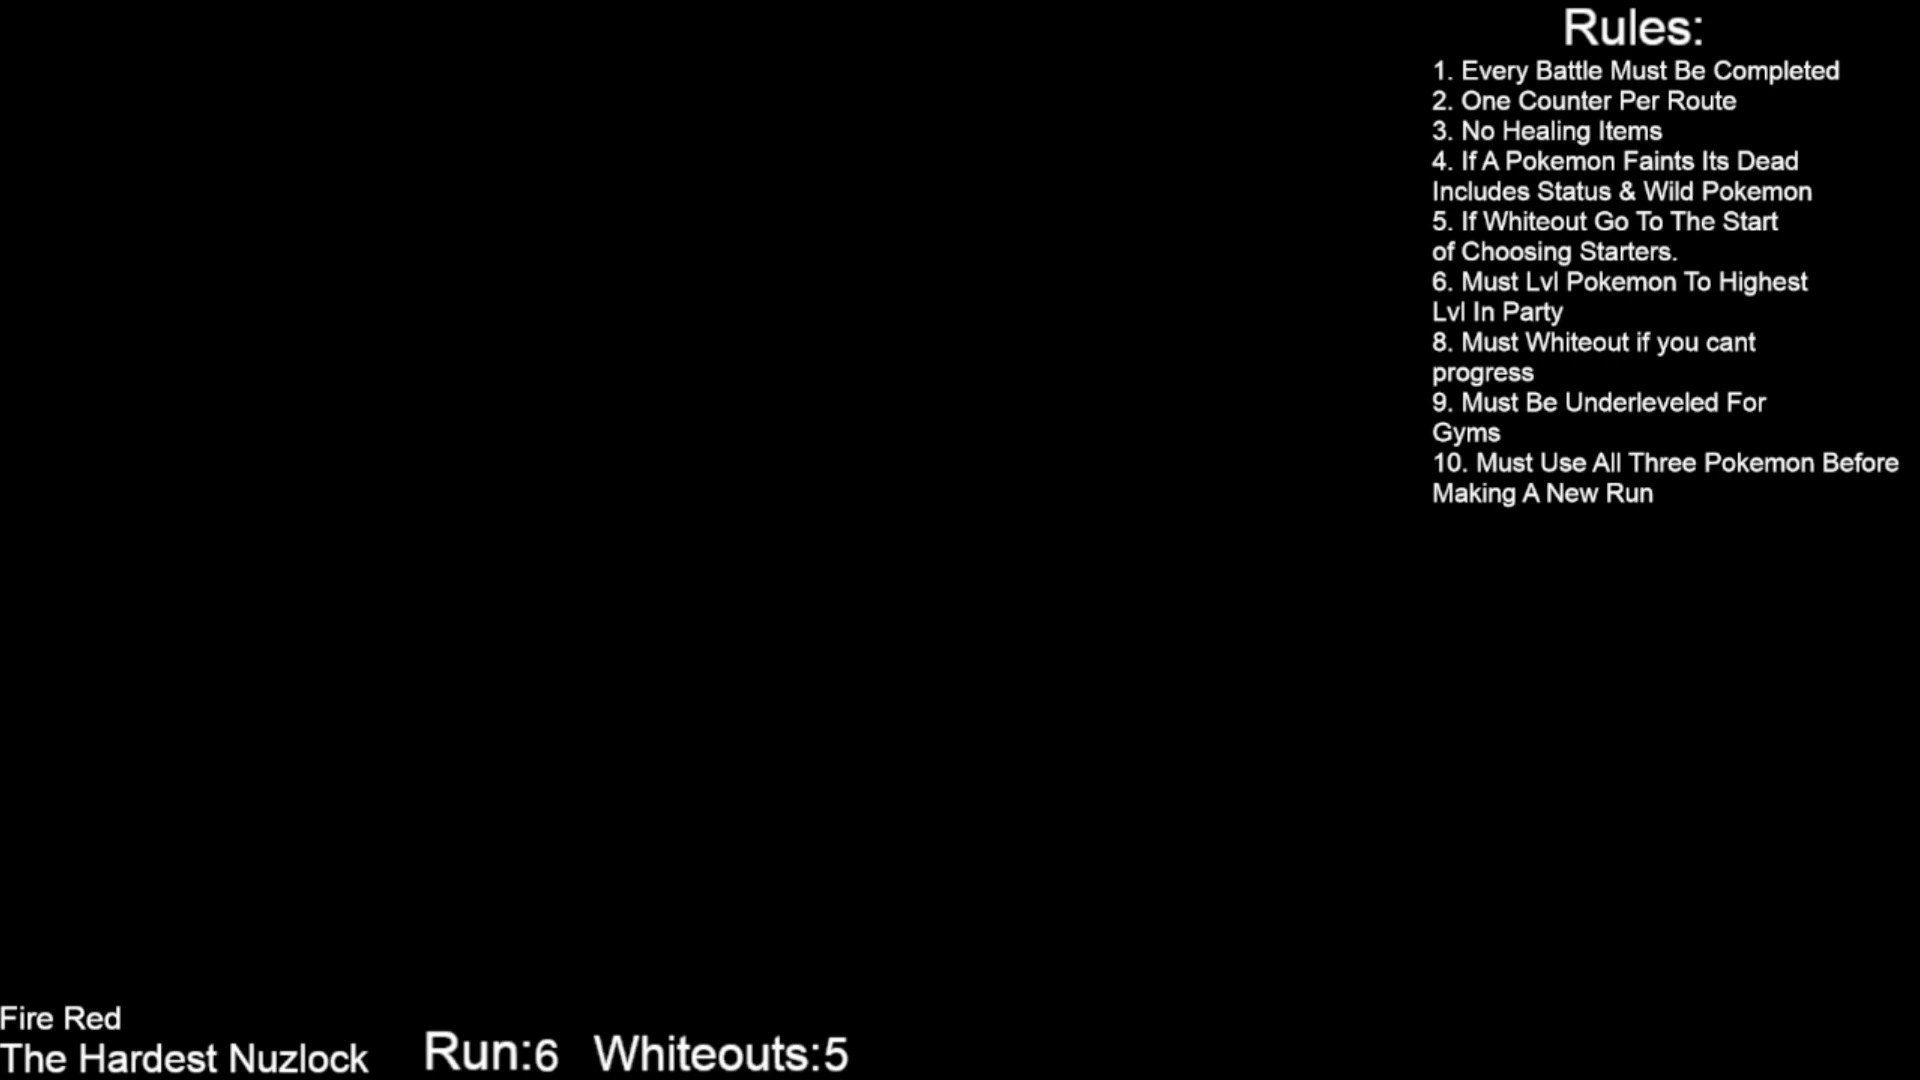 Rules:
1. Every Battle Must Be Completed
2. One Counter Per Route
3. No Healing Items
4. If A Pokemon Faints Its Dead
Includes Status & Wild Pokemon
5. If Whiteout Go To The Start
of Choosing Starters.
6. Must Lvl Pokemon To Highest
Lvl In Party
8. Must Whiteout if you cant
progress
9. Must Be Underleveled For
Gyms
10. Must Use All Three Pokemon Before
Making A New Run
Fire Red
The Hardest Nuzlock
Run:6
Whiteouts:5